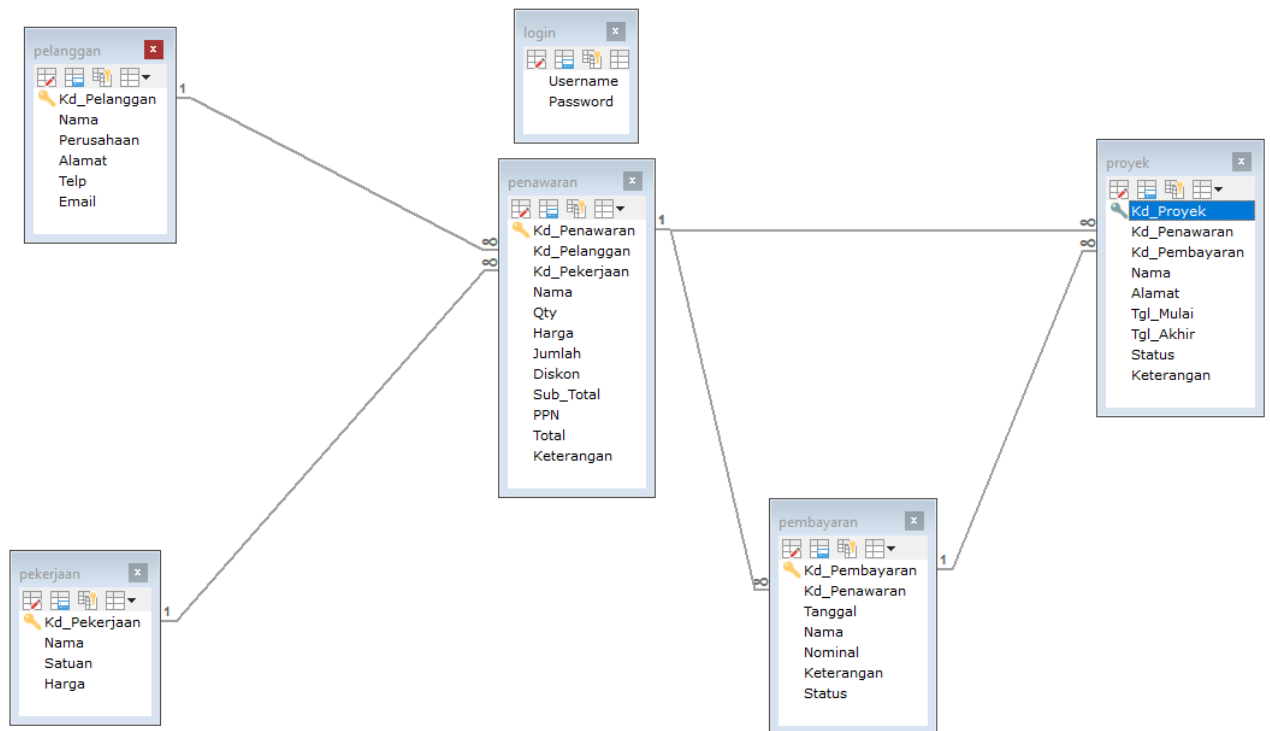 pelanggan
Kd_Pelanggan
Nama
Perusahaan
Alamat
Telp
Email
1
login
Username
Password
penawaran
Kd_Penawaran
Kd_Pelanggan
Kd_Pekerjaan
Nama
Qty
Harga
Jumlah
Diskon
Sub_Total
PPN
Total
Keterangan
∞
∞
1
proyek
Kd_Proyek
Kd_Penawaran
Kd_Pembayaran
Nama
Alamat
Tgl_Mulai
Tgl_Akhir
Status
Keterangan
∞
∞
pekerjaan
Kd_Pekerjaan
Nama
Satuan
Harga
1
pembayaran
Kd_Pembayaran
Kd_Penawaran
Tanggal
Nama
Nominal
Keterangan
Status
∞
1